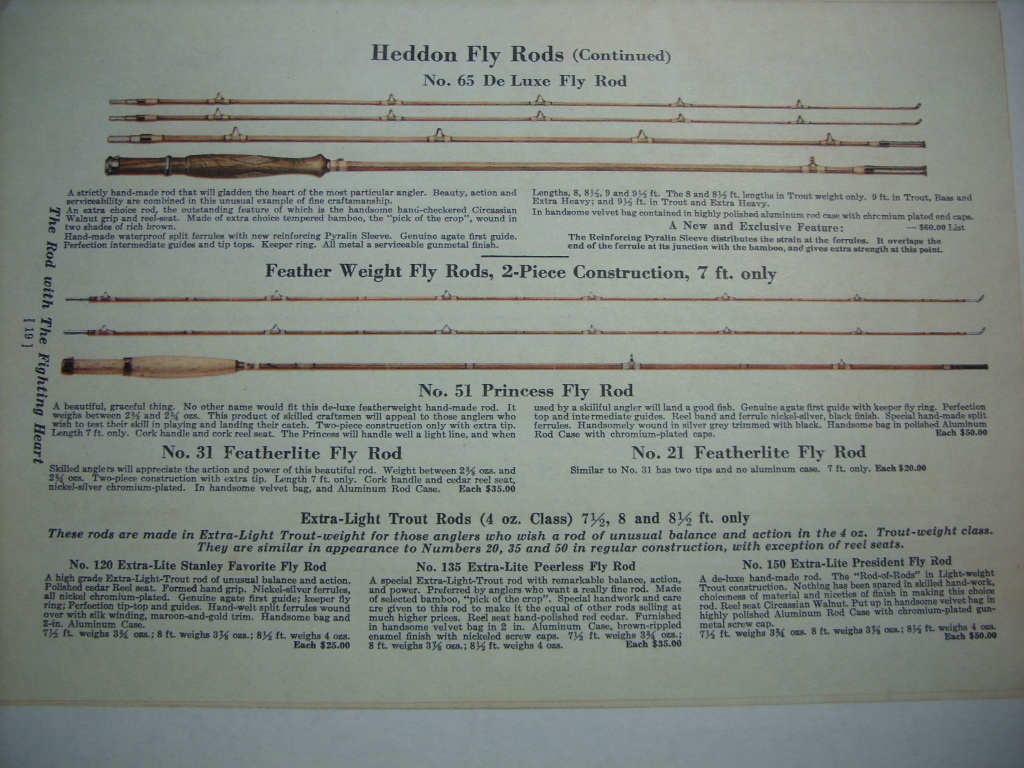 Heddon Fly Rods (Continued)
No. 65 De Luxe Fly Rod
A strictly hand-made rod that will gladden the heart of the most particular angler. Beauty, action and
serviceability are combined in this unusual example of fine craftsmanship.
An extra choice rod, the outstanding feature of which is the handsome hand-checkered Circassian
Walnut grip and reel-seat. Made of extra choice tempered bamboo, the "pick of the crop", wound in
two shades of rich brown.
Hand-made waterproof split ferrules with new reinforcing Pyralin Sleeve. Genuine agate first guide.
Perfection intermediate guides and tip tops. Keeper ring. All metal a serviceable gunmetal finish.
Lengths, 8, 8½, 9 and 9½ ft. The 8 and 8½ ft. lengths in Trout weight only. 9 ft. in Trout, Bass and
Extra Heavy; and 9½ ft. in Trout and Extra Heavy.
In handsome velvet bag contained in highly polished aluminum rod case with chromium plated end caps.
A New and Exclusive Feature: — $60.00 List
The Reinforcing Pyralin Sleeve distributes the strain at the ferrules. It overlaps the
end of the ferrule at its junction with the bamboo, and gives extra strength at this point.
Feather Weight Fly Rods, 2-Piece Construction, 7 ft. only
No. 51 Princess Fly Rod
A beautiful, graceful thing. No other name would fit this de-luxe featherweight hand-made rod. It
weighs between 2⅝ and 2¾ ozs. This product of skilled craftsmen will appeal to those anglers who
wish to test their skill in playing and landing their catch. Two-piece construction only with extra tip.
Length 7 ft. only. Cork handle and cork reel seat. The Princess will handle well a light line, and when
used by a skillful angler will land a good fish. Genuine agate first guide with keeper fly ring. Perfection
top and intermediate guides. Reel band and ferrule nickel-silver, black finish. Special hand-made split
ferrules. Handsomely wound in silver grey trimmed with black. Handsome bag in polished Aluminum
Rod Case with chromium-plated caps. Each $50.00
No. 31 Featherlite Fly Rod
Skilled anglers will appreciate the action and power of this beautiful rod. Weight between 2⅝ ozs. and
2¾ ozs. Two-piece construction with extra tip. Length 7 ft. only. Cork handle and cedar reel seat,
nickel-silver chromium-plated. In handsome velvet bag, and Aluminum Rod Case. Each $35.00
No. 21 Featherlite Fly Rod
Similar to No. 31 has two tips and no aluminum case. 7 ft. only. Each $20.00
Extra-Light Trout Rods (4 oz. Class) 7½, 8 and 8½ ft. only
These rods are made in Extra-Light Trout-weight for those anglers who wish a rod of unusual balance and action in the 4 oz. Trout-weight class.
They are similar in appearance to Numbers 20, 35 and 50 in regular construction, with exception of reel seats.
No. 120 Extra-Lite Stanley Favorite Fly Rod
A high grade Extra-Light-Trout rod of unusual balance and action.
Polished cedar Reel seat. Formed hand grip. Nickel-silver ferrules,
all nickel chromium-plated. Genuine agate first guide; keeper fly
ring; Perfection tip-top and guides. Hand-welt split ferrules wound
over with silk winding, maroon-and-gold trim. Handsome bag and
2-in. Aluminum Case.
7½ ft. weighs 3¾ ozs.; 8 ft. weighs 3⅞ ozs.; 8½ ft. weighs 4 ozs.
Each $25.00
No. 135 Extra-Lite Peerless Fly Rod
A special Extra-Light-Trout rod with remarkable balance, action,
and power. Preferred by anglers who want a really fine rod. Made
of selected bamboo, "pick of the crop". Special handwork and care
are given to this rod to make it the equal of other rods selling at
much higher prices. Reel seat hand-polished red cedar. Furnished
in handsome velvet bag in 2 in. Aluminum Case, brown-rippled
enamel finish with nickeled screw caps. 7½ ft. weighs 3¾ ozs.;
8 ft. weighs 3⅞ ozs.; 8½ ft. weighs 4 ozs. Each $35.00
No. 150 Extra-Lite President Fly Rod
A de-luxe hand-made rod. The "Rod-of-Rods" in Light-weight
Trout construction. Nothing has been spared in skilled hand-work,
choiceness of material and niceties of finish in making this choice
rod. Reel seat Circassian Walnut. Put up in handsome velvet bag in
highly polished Aluminum Rod Case with chromium-plated gun-
metal screw cap.
7½ ft. weighs 3¾ ozs. 8 ft. weighs 3⅞ ozs.; 8½ ft. weighs 4 ozs.
Each $50.00
The Rod with The Fighting Heart
[ 19 ]